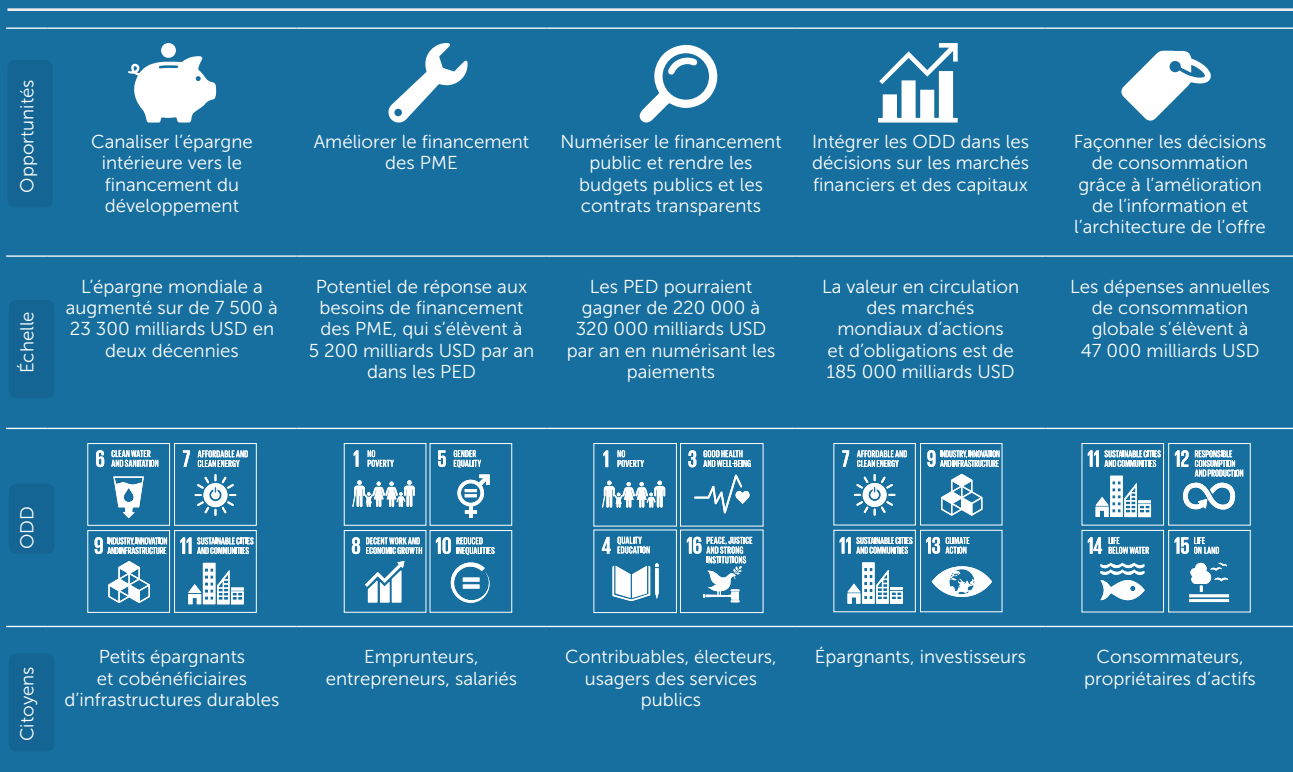 Opportunités
Canaliser l’épargne
intérieure vers le
financement du
développement
Améliorer le financement
des PME
Numériser le financement
public et rendre les
budgets publics et les
contrats transparents
Intégrer les ODD dans les
décisions sur les marchés
financiers et des capitaux
Façonner les décisions
de consommation
grâce à l’amélioration
de l’information et
l’architecture de l’offre
Échelle
L’épargne mondiale a
augmenté sur de 7 500 à
23 300 milliards USD en
deux décennies
Potentiel de réponse aux
besoins de financement
des PME, qui s’élèvent à
5 200 milliards USD par an
dans les PED
Les PED pourraient
gagner de 220 000 à
320 000 milliards USD
par an en numérisant les
paiements
La valeur en circulation
des marchés
mondiaux d’actions
et d’obligations est de
185 000 milliards USD
Les dépenses annuelles
de consommation
globale s’élèvent à
47 000 milliards USD
ODD
6 CLEAN WATER
AND SANITATION
7 AFFORDABLE AND
CLEAN ENERGY
9 INDUSTRY, INNOVATION
AND INFRASTRUCTURE
11 SUSTAINABLE CITIES
AND COMMUNITIES
1 NO
POVERTY
5 GENDER
EQUALITY
8 DECENT WORK AND
ECONOMIC GROWTH
10 REDUCED
INEQUALITIES
1 NO
POVERTY
3 GOOD HEALTH
AND WELL-BEING
4 QUALITY
EDUCATION
16 PEACE, JUSTICE
AND STRONG
INSTITUTIONS
7 AFFORDABLE AND
CLEAN ENERGY
9 INDUSTRY, INNOVATION
AND INFRASTRUCTURE
11 SUSTAINABLE CITIES
AND COMMUNITIES
13 CLIMATE
ACTION
11 SUSTAINABLE CITIES
AND COMMUNITIES
12 RESPONSIBLE
CONSUMPTION
AND PRODUCTION
14 LIFE
BELOW WATER
15 LIFE
ON LAND
Citoyens
Petits épargnants
et cobénéficiaires
d’infrastructures durables
Emprunteurs,
entrepreneurs, salariés
Contribuables, électeurs,
usagers des services
publics
Épargnants, investisseurs
Consommateurs,
propriétaires d’actifs